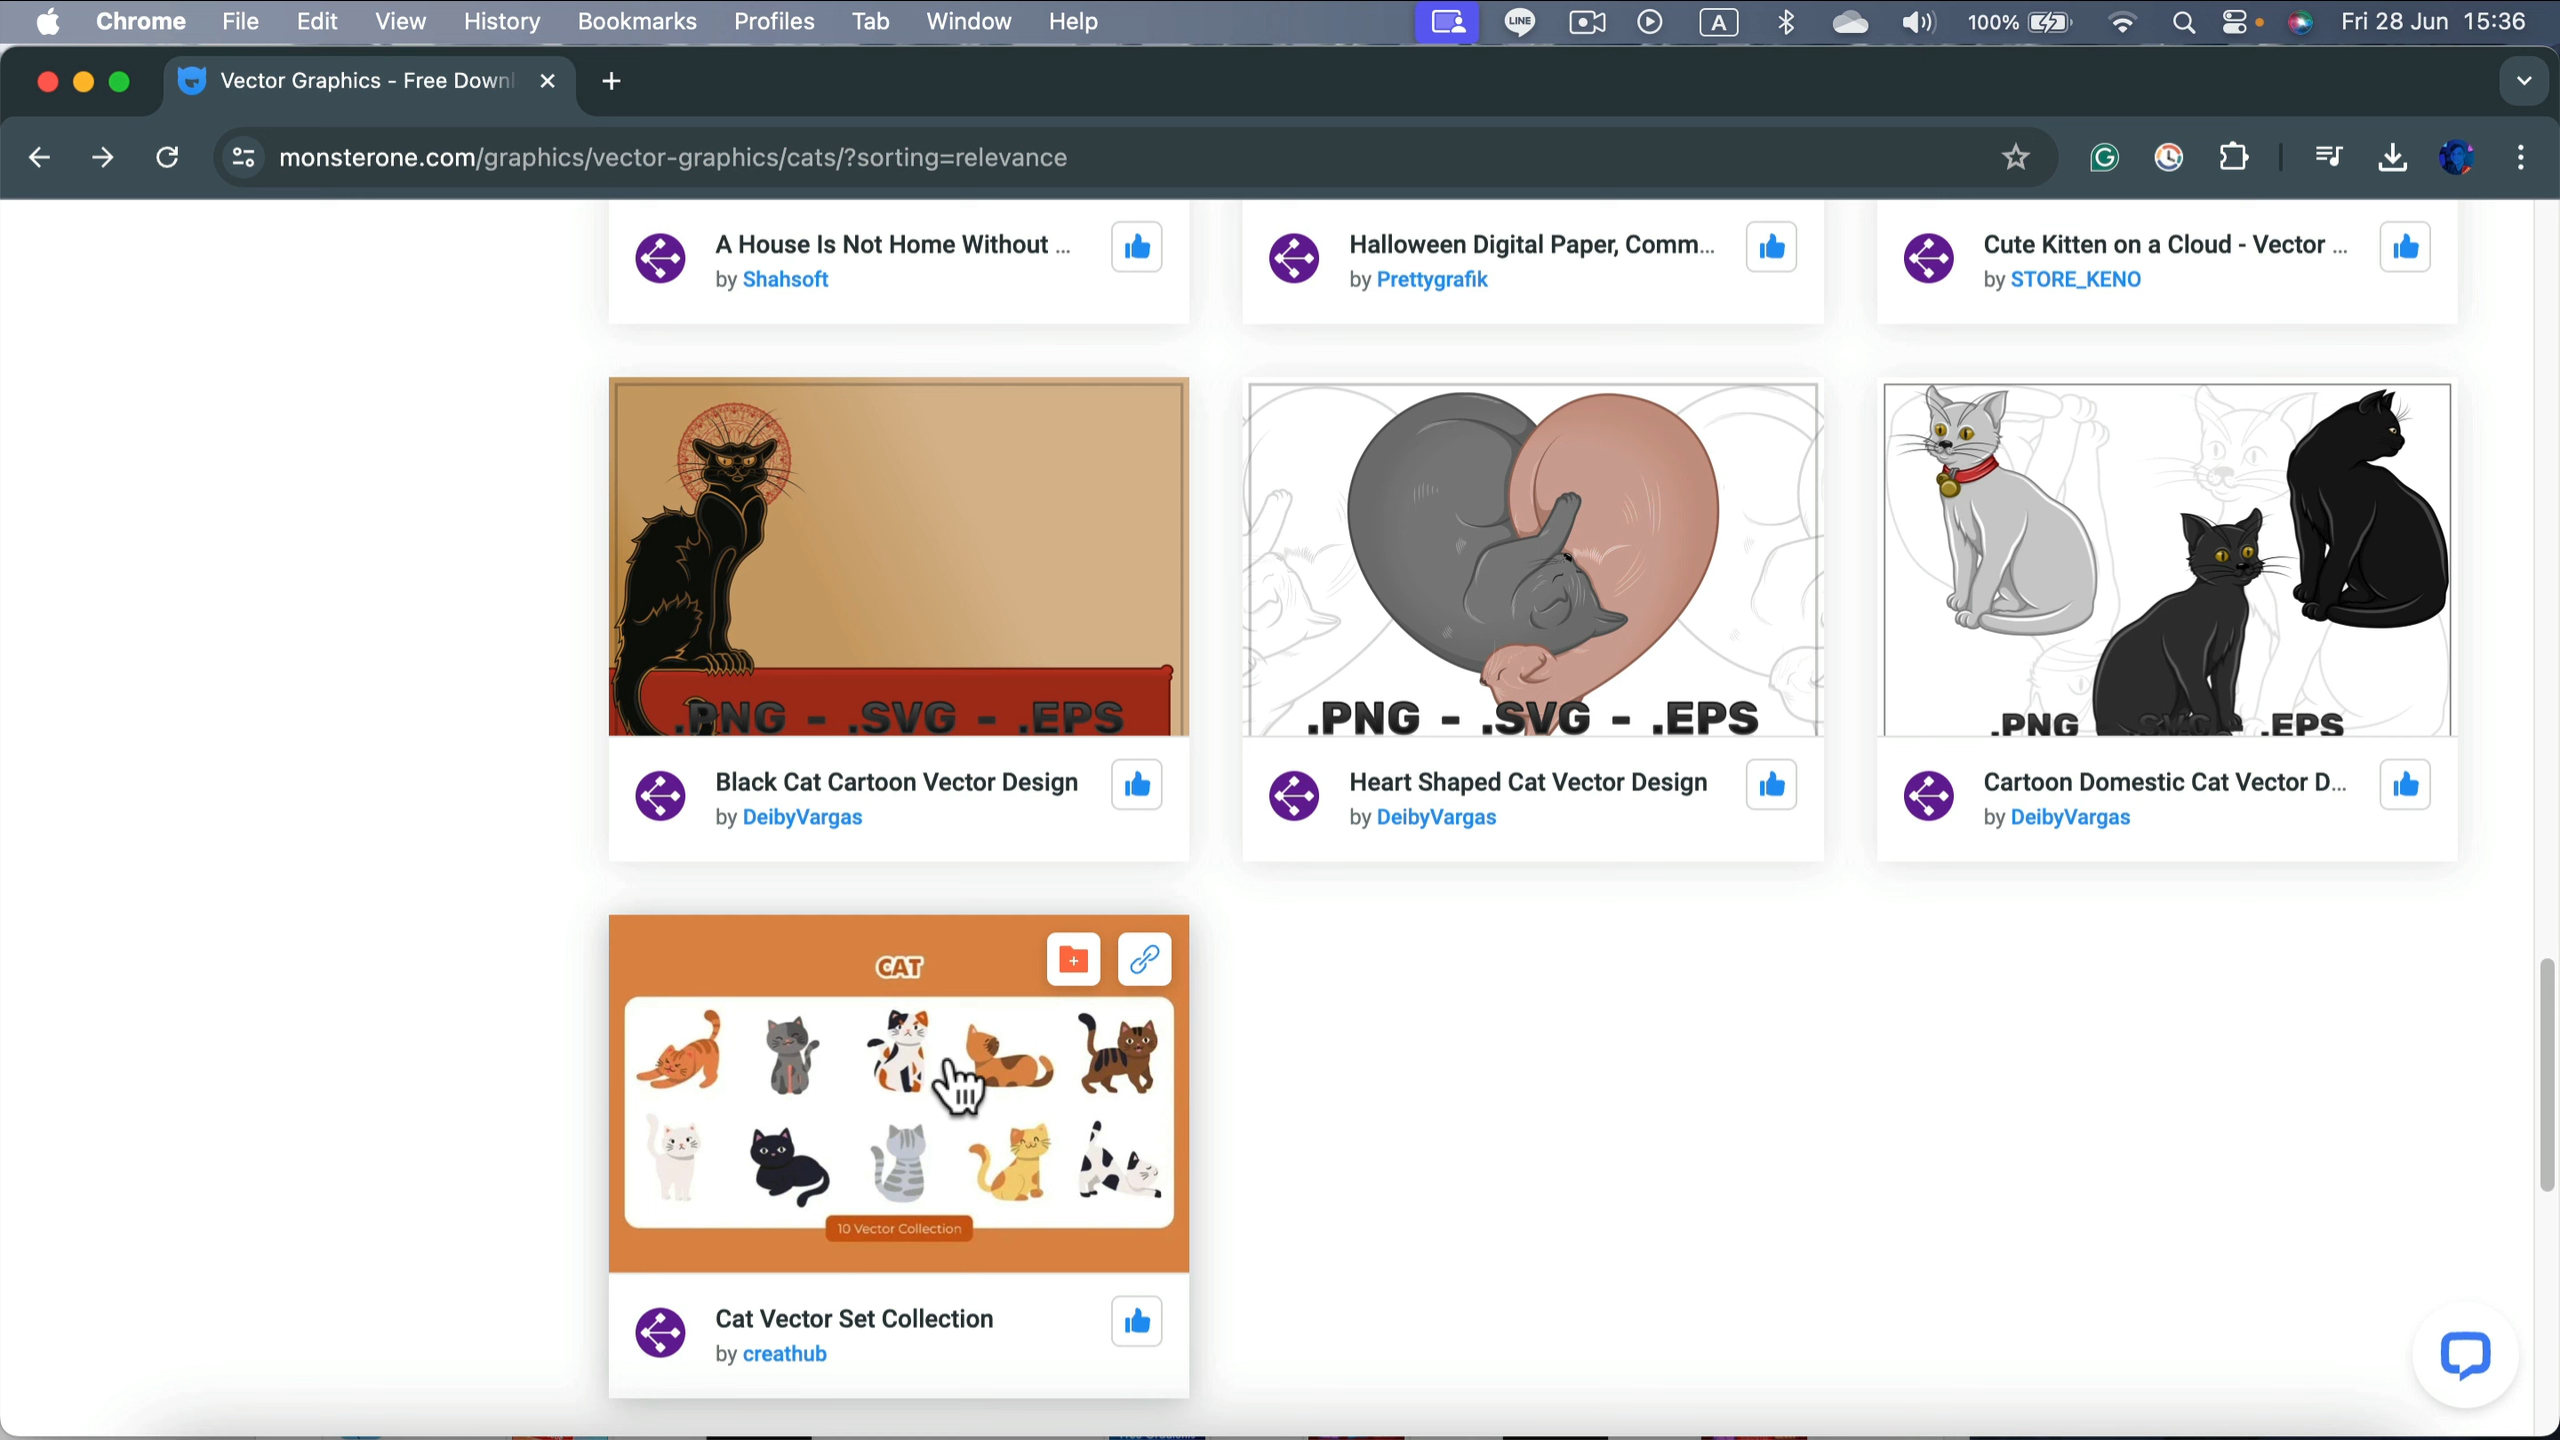 Chrome File Edit View History Bookmarks Profiles Tab Window Help LINE A 100% Fri 28 Jun 15:36
Vector Graphics - Free Downl
monsterone.com/graphics/vector-graphics/cats/?sorting=relevance
A House Is Not Home Without ...
by Shahsoft
Halloween Digital Paper, Comm...
by Prettygrafik
Cute Kitten on a Cloud - Vector ...
by STORE_KENO
.PNG - .SVG - .EPS
.PNG - .SVG - .EPS
.PNG - .SVG - .EPS
Black Cat Cartoon Vector Design
by DeibyVargas
Heart Shaped Cat Vector Design
by DeibyVargas
Cartoon Domestic Cat Vector D...
by DeibyVargas
CAT
10 Vector Collection
Cat Vector Set Collection
by creathub